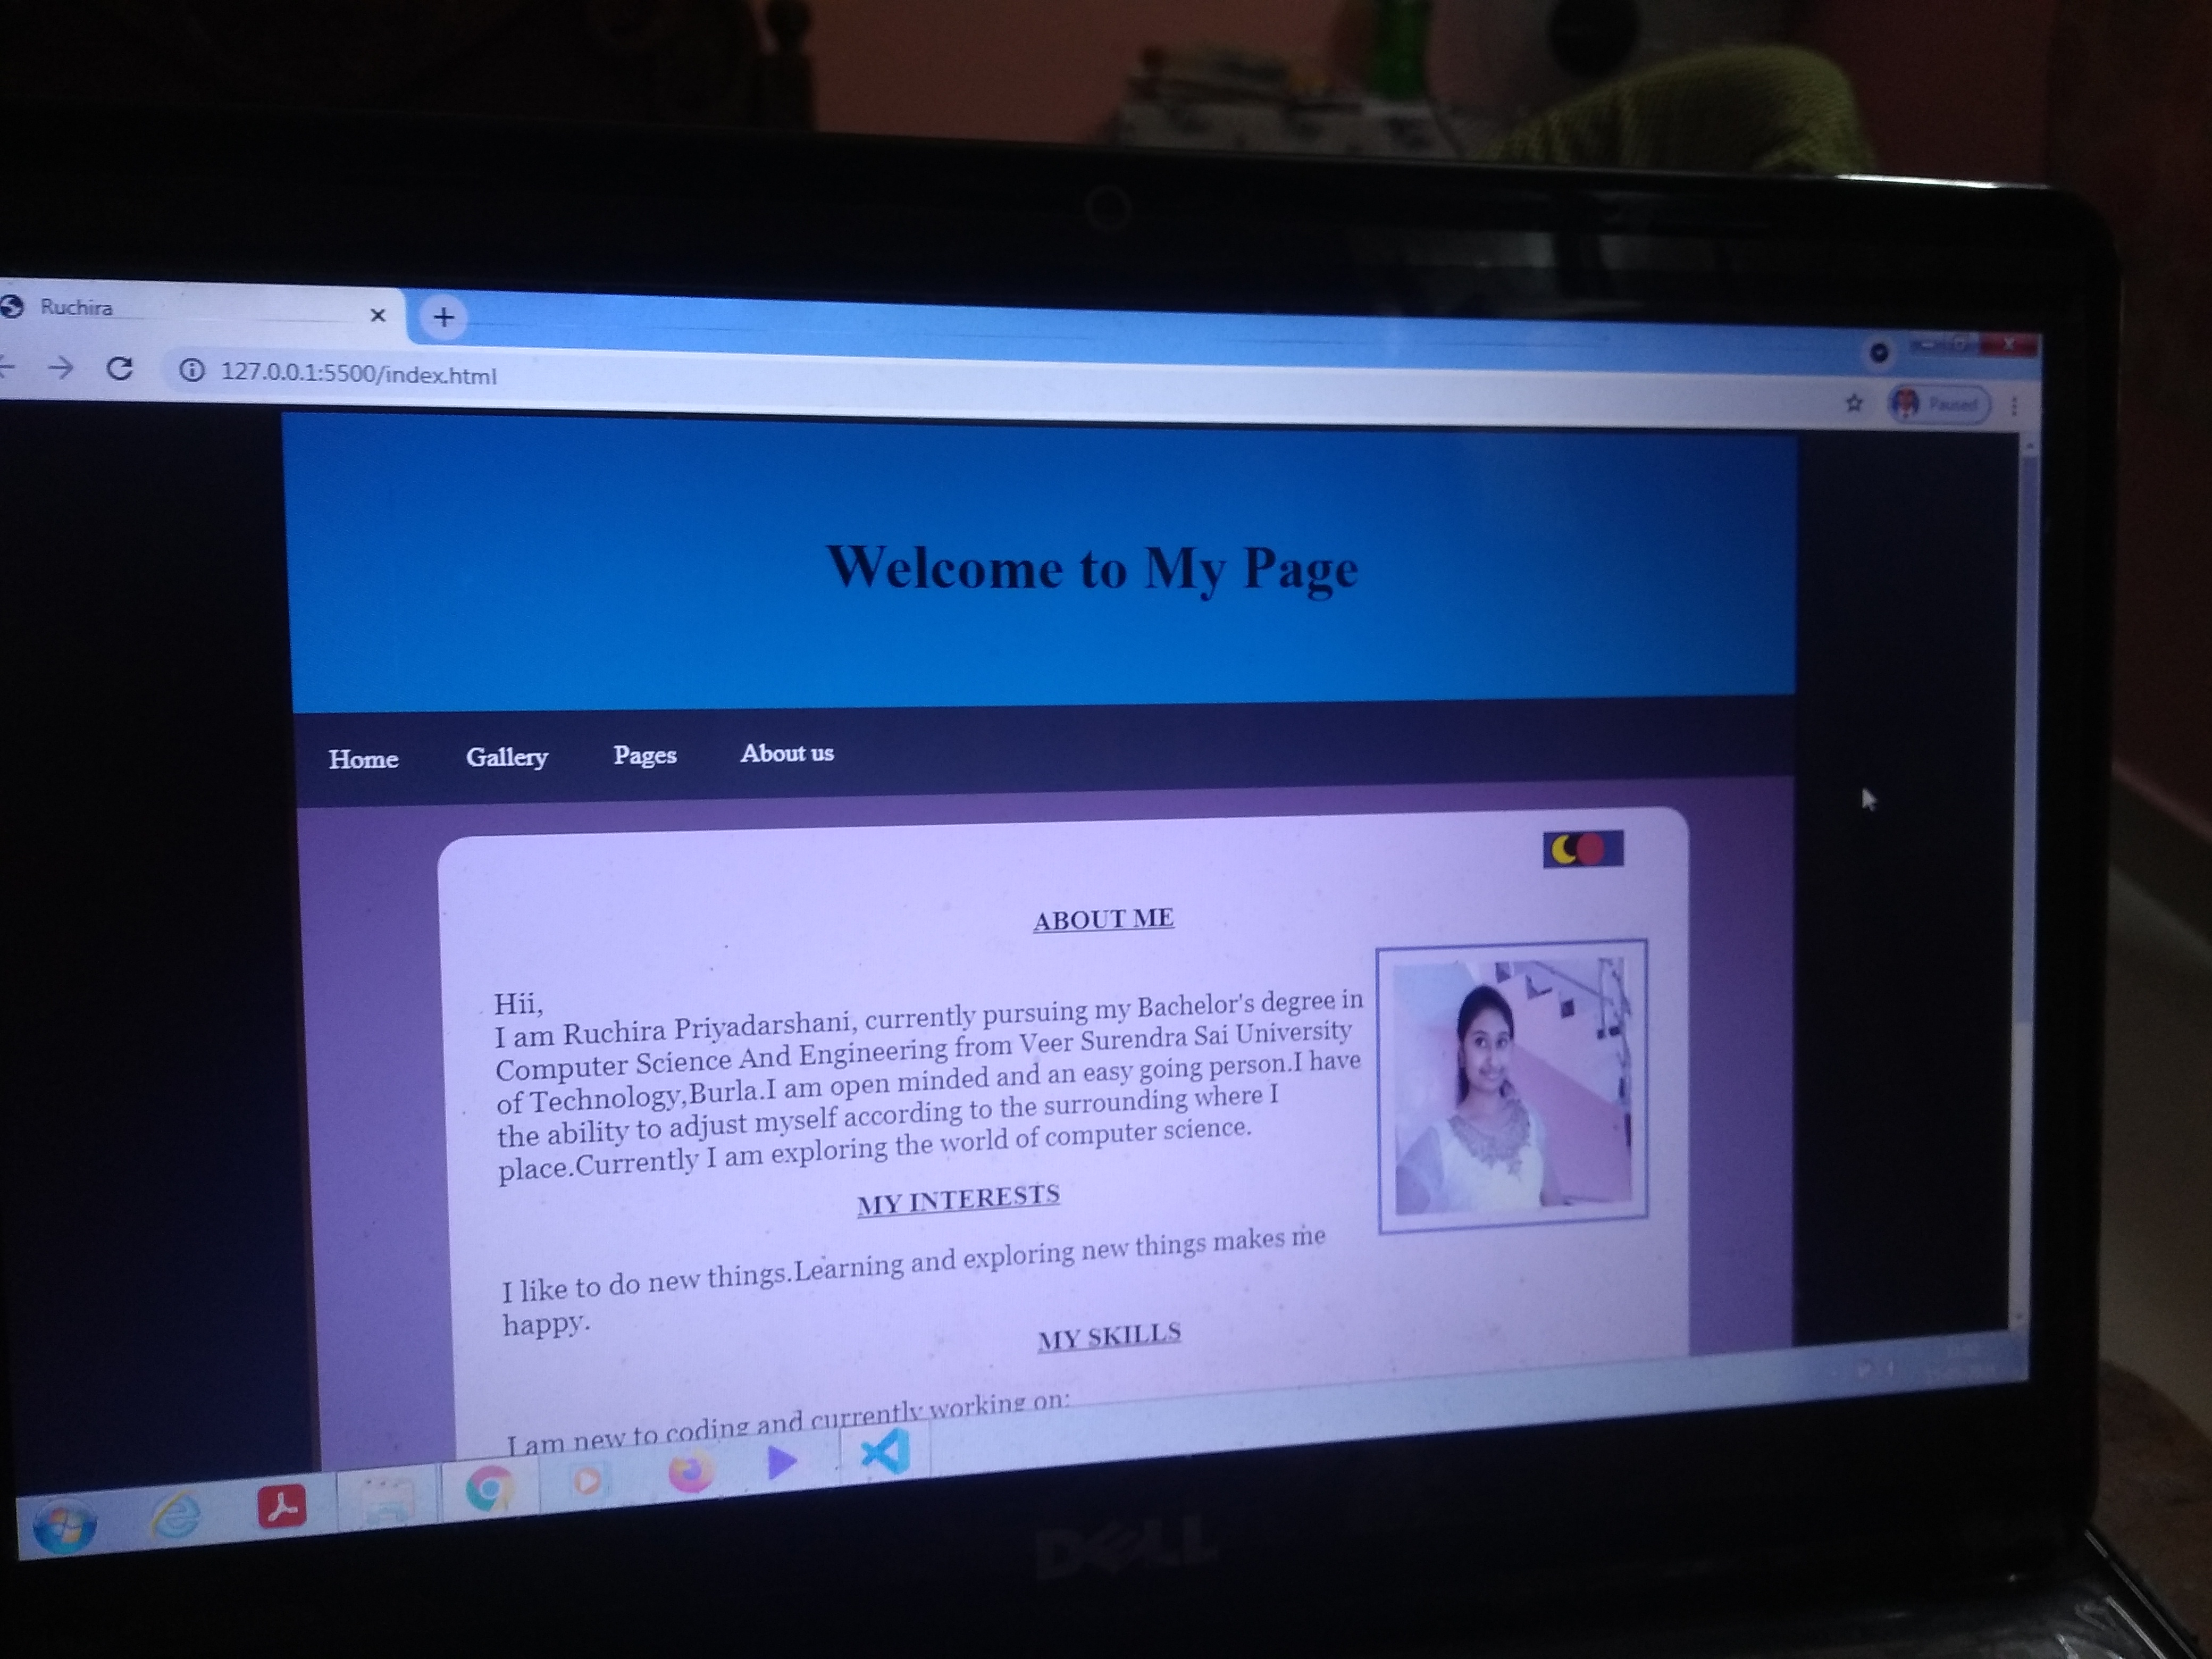 Ruchira
127.0.0.1:5500/index.html
Paused
Welcome to My Page
Home Gallery Pages About us
ABOUT ME
Hii,
I am Ruchira Priyadarshani, currently pursuing my Bachelor's degree in
Computer Science And Engineering from Veer Surendra Sai University
of Technology,Burla.I am open minded and an easy going person.I have
the ability to adjust myself according to the surrounding where I
place.Currently I am exploring the world of computer science.
MY INTERESTS
I like to do new things.Learning and exploring new things makes me
happy.
MY SKILLS
I am new to coding and currently working on:
DELL